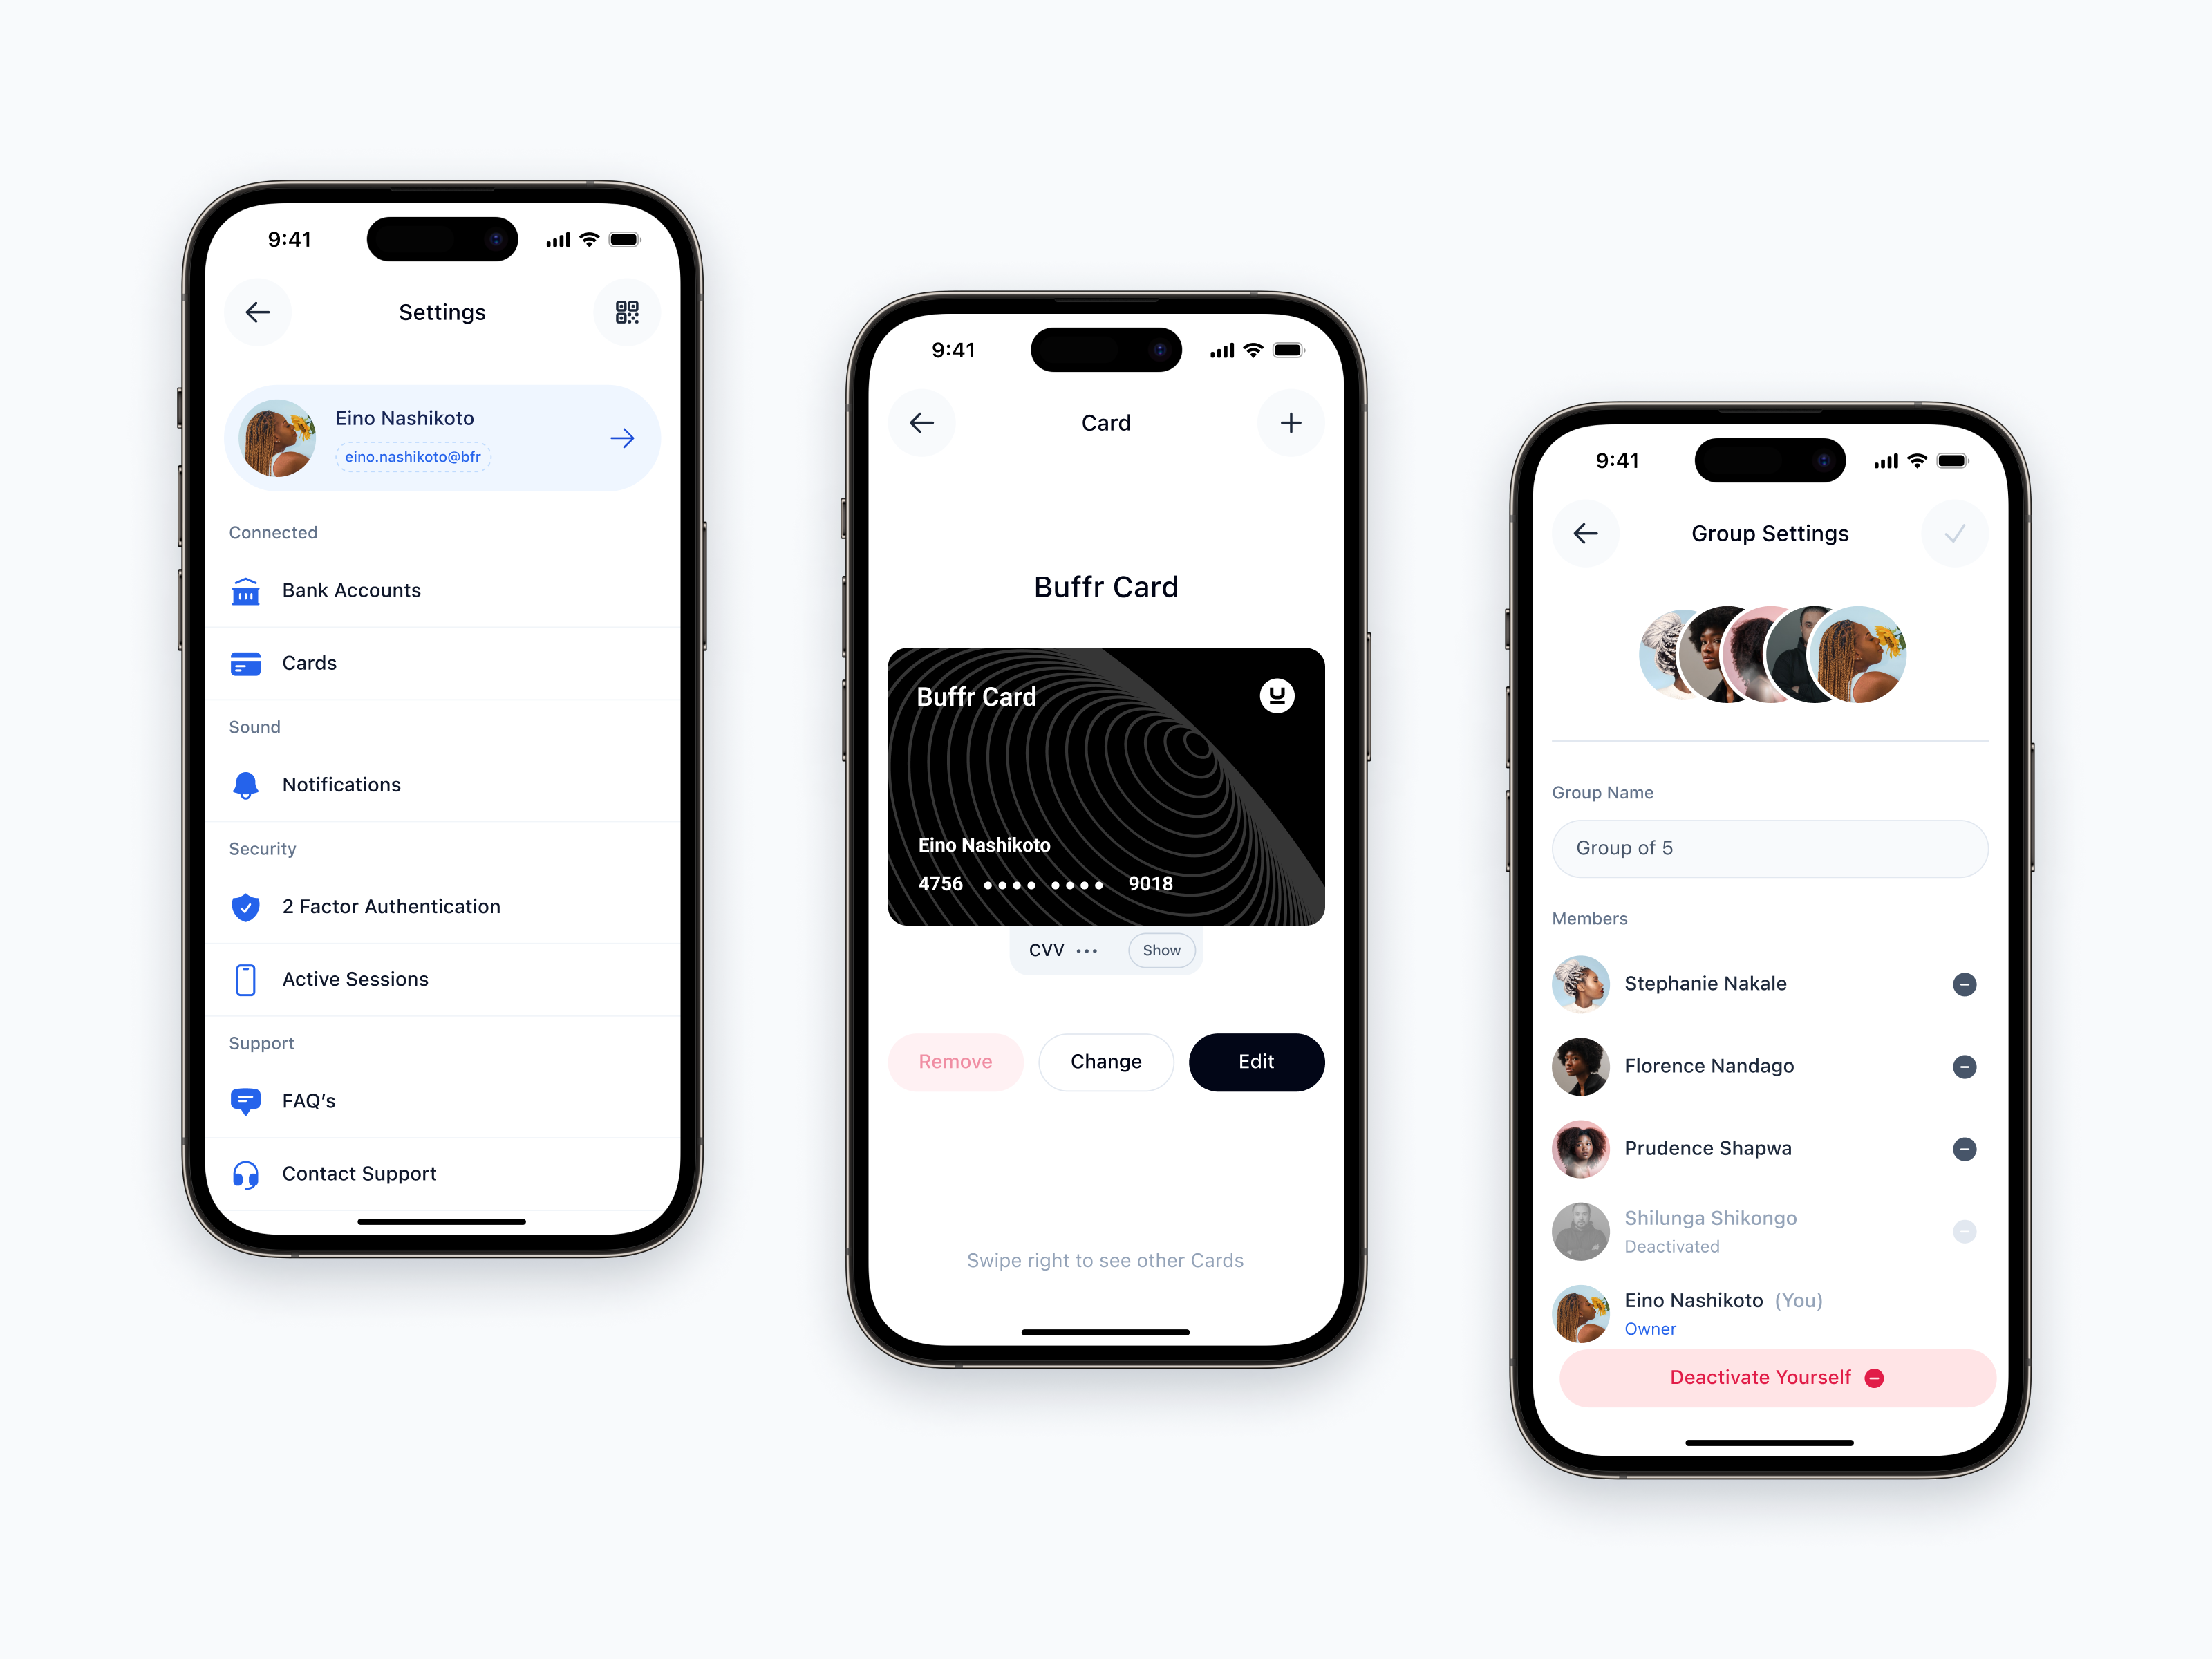 9:41
Settings
Eino Nashikoto
eino.nashikoto@bfr
Connected
Bank Accounts
Cards
Sound
Notifications
Security
2 Factor Authentication
Active Sessions
Support
FAQ’s
Contact Support
9:41
Card
Buffr Card
Buffr Card
Eino Nashikoto
4756 •••• •••• 9018
CVV ••• Show
Remove Change Edit
Swipe right to see other Cards
9:41
Group Settings
Group Name
Group of 5
Members
Stephanie Nakale
Florence Nandago
Prudence Shapwa
Shilunga Shikongo
Deactivated
Eino Nashikoto (You)
Owner
Deactivate Yourself